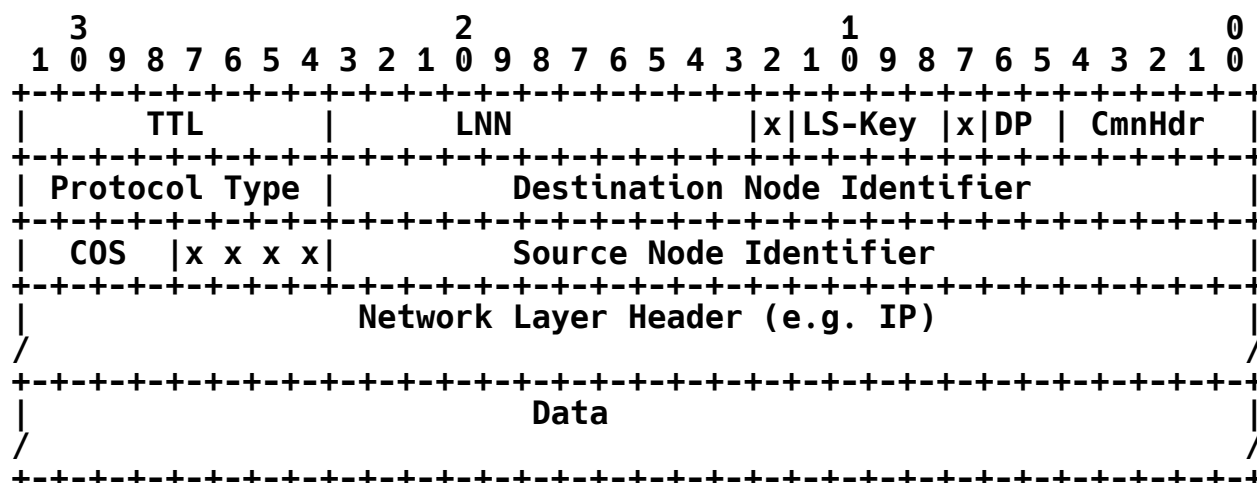 3 2 1 0
1 0 9 8 7 6 5 4 3 2 1 0 9 8 7 6 5 4 3 2 1 0 9 8 7 6 5 4 3 2 1 0
+-+-+-+-+-+-+-+-+-+-+-+-+-+-+-+-+-+-+-+-+-+-+-+-+-+-+-+-+-+-+-+-+
| TTL | LNN |x|LS-Key |x|DP | CmnHdr |
+-+-+-+-+-+-+-+-+-+-+-+-+-+-+-+-+-+-+-+-+-+-+-+-+-+-+-+-+-+-+-+-+
| Protocol Type | Destination Node Identifier |
+-+-+-+-+-+-+-+-+-+-+-+-+-+-+-+-+-+-+-+-+-+-+-+-+-+-+-+-+-+-+-+-+
| COS |x x x x| Source Node Identifier |
+-+-+-+-+-+-+-+-+-+-+-+-+-+-+-+-+-+-+-+-+-+-+-+-+-+-+-+-+-+-+-+-+
| Network Layer Header (e.g. IP) |
/ /
+-+-+-+-+-+-+-+-+-+-+-+-+-+-+-+-+-+-+-+-+-+-+-+-+-+-+-+-+-+-+-+-+
| Data |
/ /
+-+-+-+-+-+-+-+-+-+-+-+-+-+-+-+-+-+-+-+-+-+-+-+-+-+-+-+-+-+-+-+-+